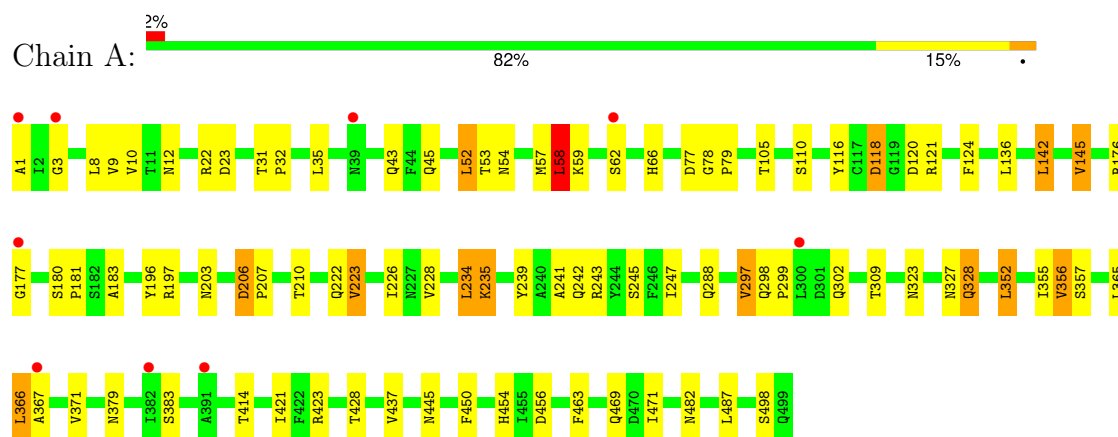 2%
Chain A:
82% 15% •
A1 I2 G3 L8 V9 V10 T11 N12 R22 D23 T31 P32 L35 N39 Q43 F44 Q45 L52 T53 N54 M57 L58 K59 S62 H66 D77 G78 P79 T105 S110 Y116 C117 D118 G119 D120 R121 F124 L136 L142 V145 R176
G177 S180 P181 S182 A183 Y196 R197 N203 D206 P207 T210 Q222 V223 I226 N227 V228 L234 K235 Y239 A240 A241 Q242 R243 Y244 S245 F246 I247 Q288 V297 Q298 P299 L300 D301 Q302 T309 N323 N327 Q328 L352 I355 V356 S357 L365
L366 A367 V371 N379 I382 S383 A391 T414 I421 F422 R423 T428 V437 N445 F450 H454 I455 D456 F463 Q469 D470 I471 N482 L487 S498 Q499